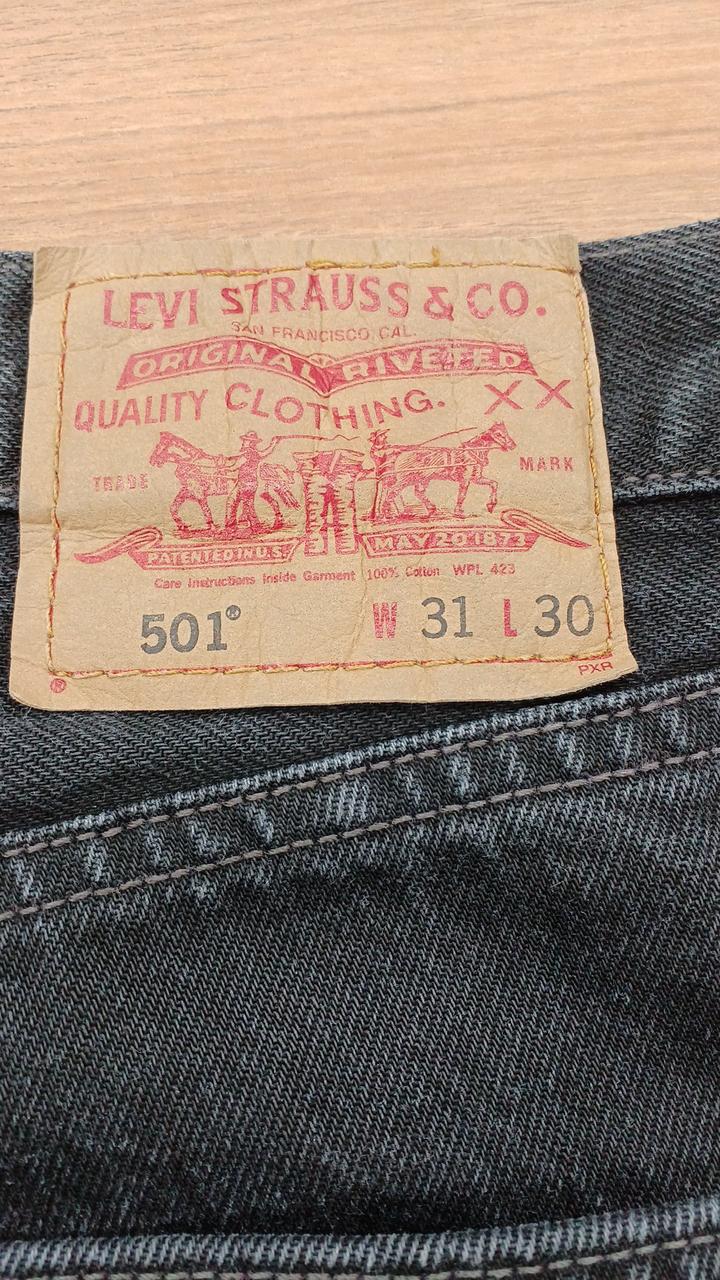 LEVI STRAUSS & CO.
SAN FRANCISCO, CAL.
ORIGINAL RIVETED
QUALITY CLOTHING. XX
TRADE MARK
PATENTED IN U.S. MAY 20 1873
Care Instructions Inside Garment 100% Cotton WPL 423
501® W 31 L 30
® PXR